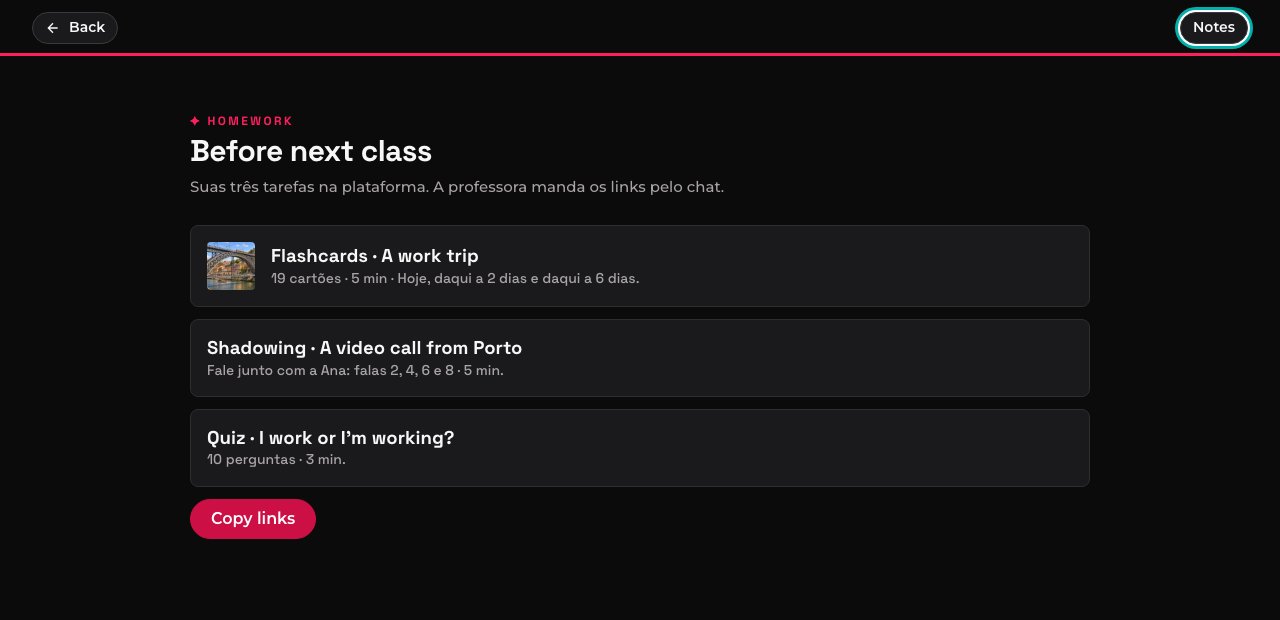 Back
Notes
HOMEWORK
Before next class
Suas três tarefas na plataforma. A professora manda os links pelo chat.
Flashcards · A work trip
19 cartões · 5 min · Hoje, daqui a 2 dias e daqui a 6 dias.
Shadowing · A video call from Porto
Fale junto com a Ana: falas 2, 4, 6 e 8 · 5 min.
Quiz · I work or I'm working?
10 perguntas · 3 min.
Copy links